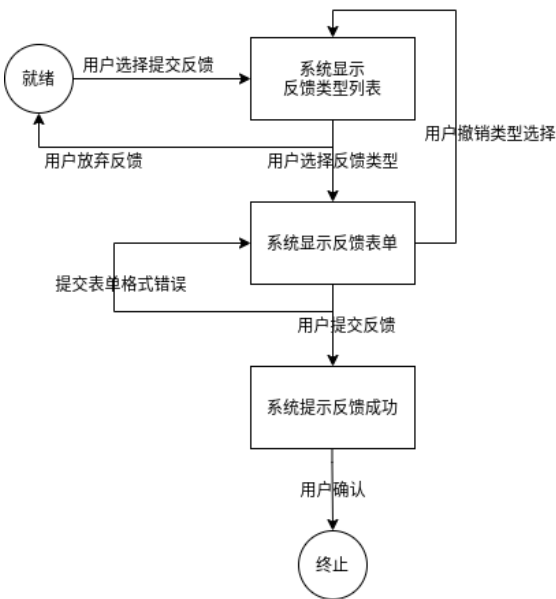 用户选择提交反馈
就绪
系统显示
反馈类型列表
用户撤销类型选择
用户放弃反馈
用户选择反馈类型
系统显示反馈表单
提交表单格式错误
用户提交反馈
系统提示反馈成功
用户确认
终止